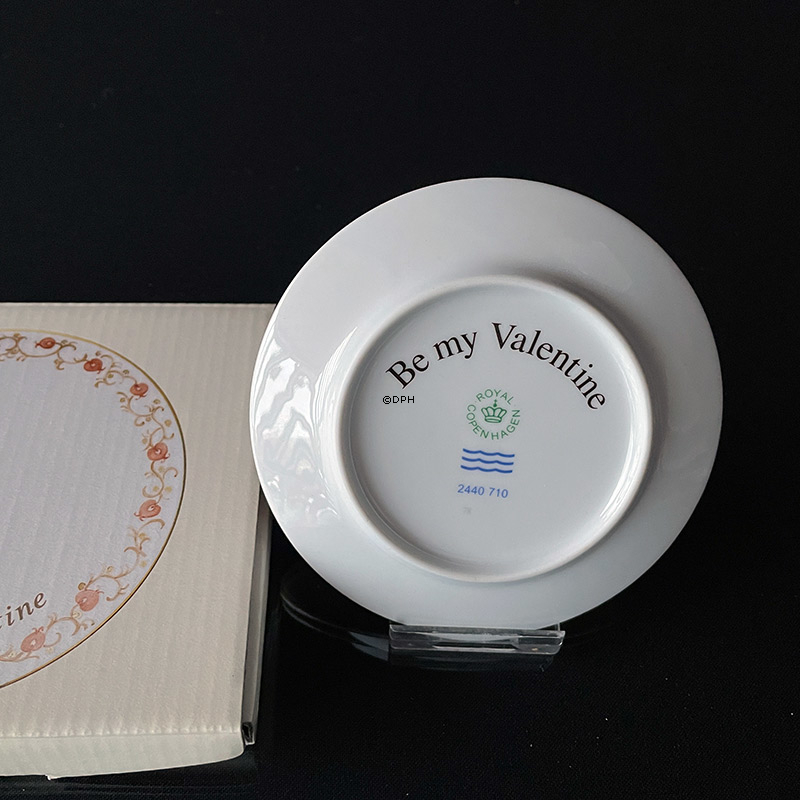 Be my Valentine
©DPH
ROYAL
COPENHAGEN
2440 710
tine